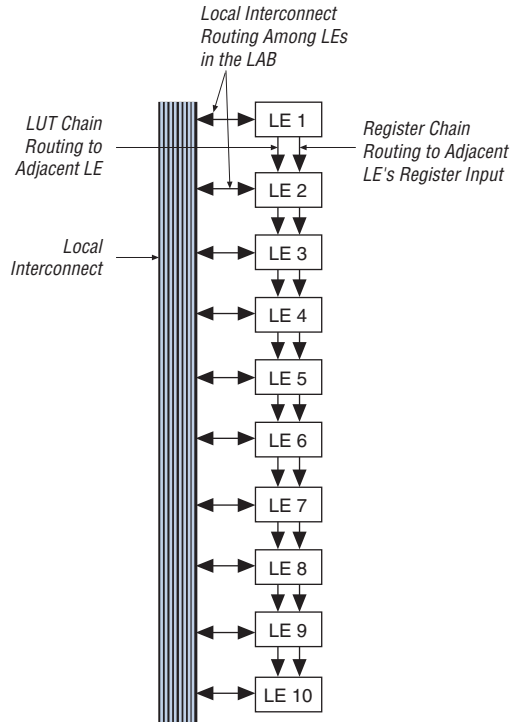 Local Interconnect
Routing Among LEs
in the LAB
LUT Chain
Routing to
Adjacent LE
Register Chain
Routing to Adjacent
LE's Register Input
Local
Interconnect
LE 1
LE 2
LE 3
LE 4
LE 5
LE 6
LE 7
LE 8
LE 9
LE 10